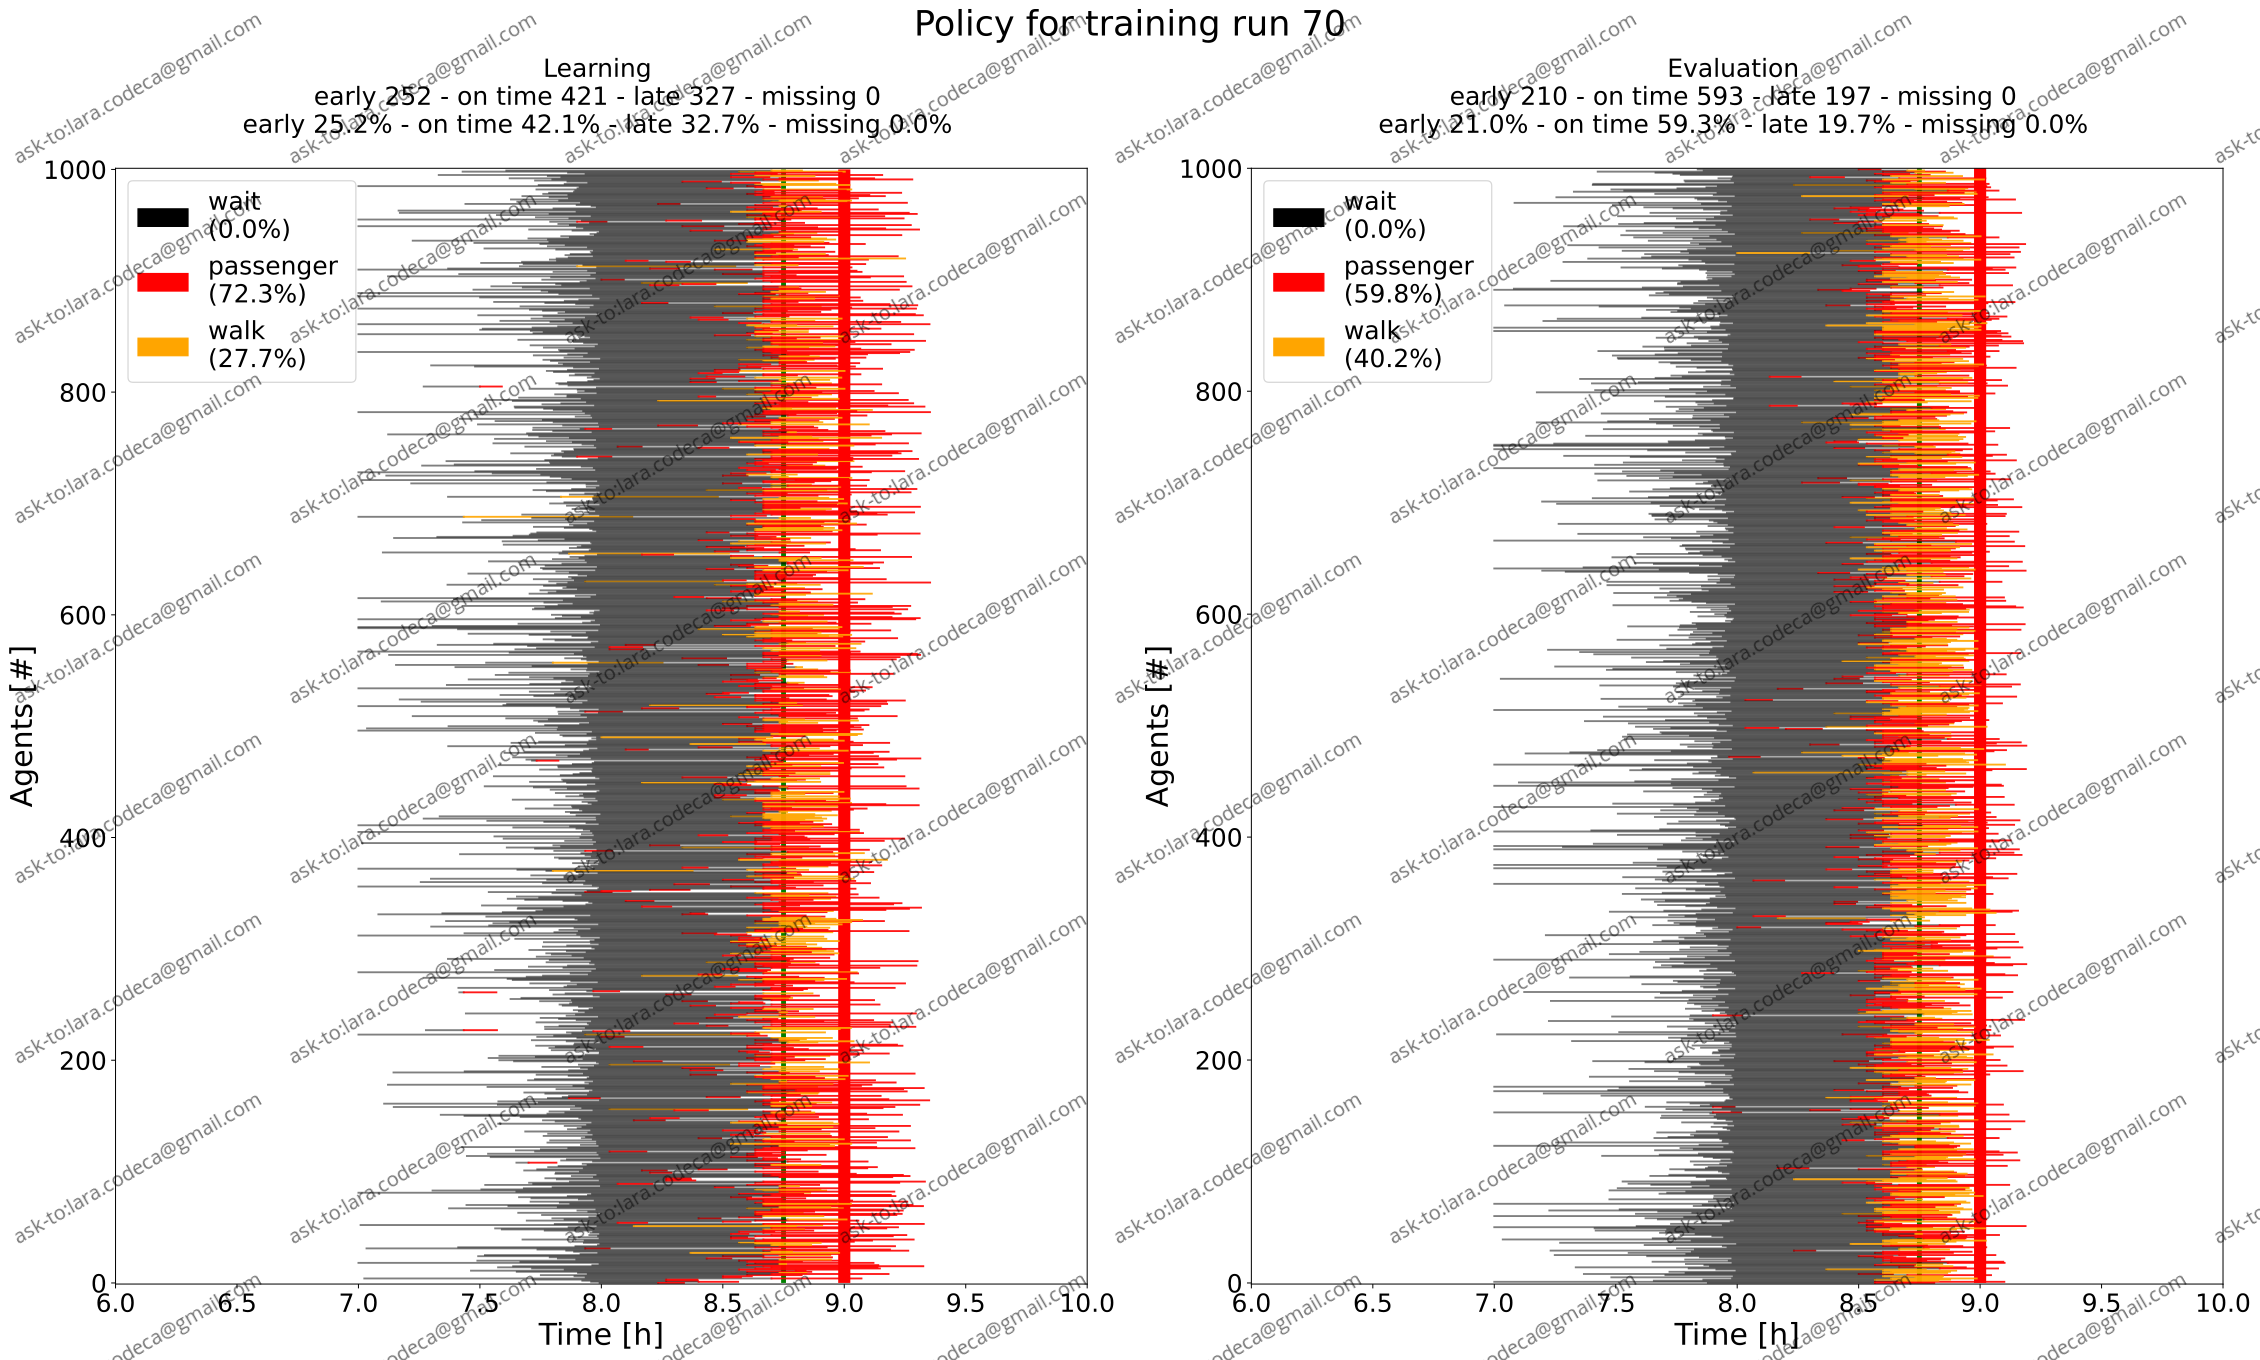 Policy for training run 70
Learning
early 252 - on time 421 - late 327 - missing 0
early 25.2% - on time 42.1% - late 32.7% - missing 0.0%
1000
800
600
400
200
0
Agents [#]
wait
(0.0%)
passenger
(72.3%)
walk
(27.7%)
6.0 6.5 7.0 7.5 8.0 8.5 9.0 9.5 10.0
Time [h]
Evaluation
early 210 - on time 593 - late 197 - missing 0
early 21.0% - on time 59.3% - late 19.7% - missing 0.0%
1000
800
600
400
200
0
Agents [#]
wait
(0.0%)
passenger
(59.8%)
walk
(40.2%)
6.0 6.5 7.0 7.5 8.0 8.5 9.0 9.5 10.0
Time [h]
ask-to:lara.codeca@gmail.com